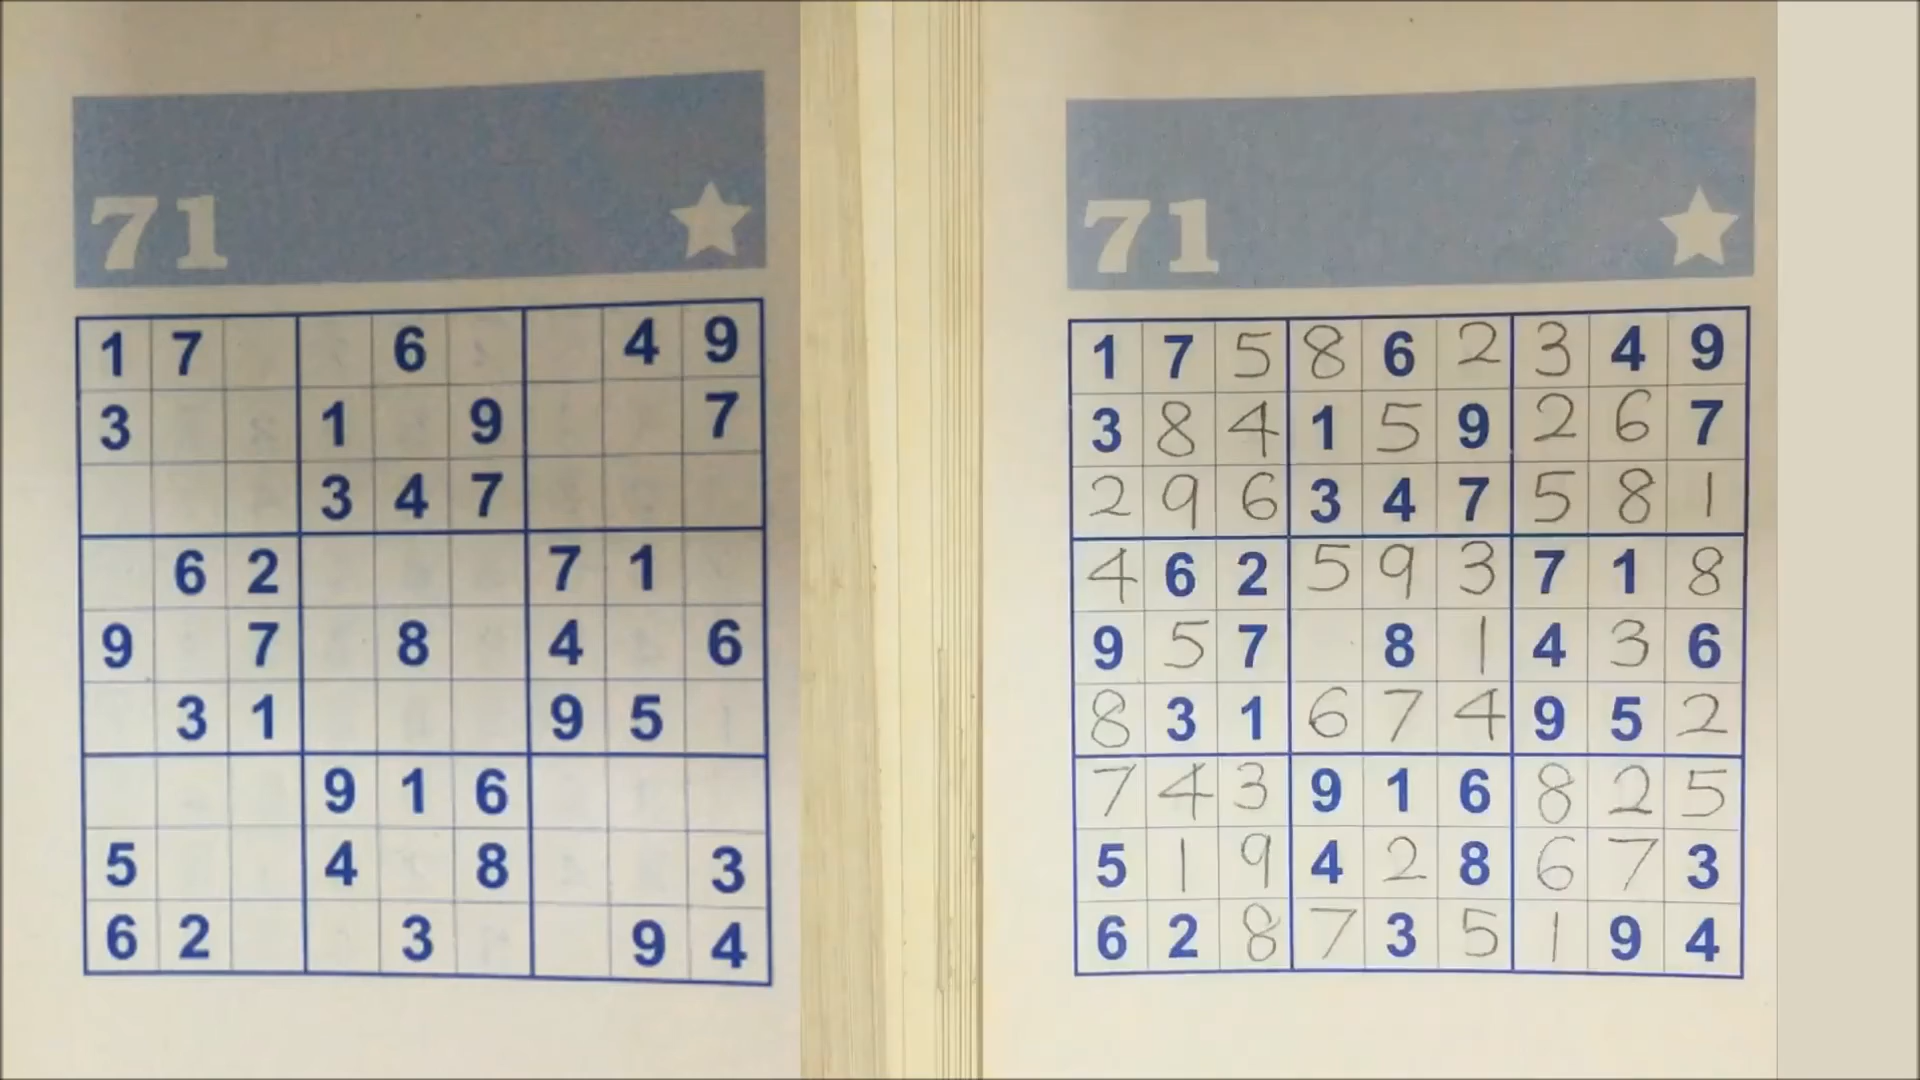 71
1 7 6 4 9
3 1 9 7
3 4 7
6 2 7 1
9 7 8 4 6
3 1 9 5
9 1 6
5 4 8 3
6 2 3 9 4
71
1 7 5 8 6 2 3 4 9
3 8 4 1 5 9 2 6 7
2 9 6 3 4 7 5 8 1
4 6 2 5 9 3 7 1 8
9 5 7 8 1 4 3 6
8 3 1 6 7 4 9 5 2
7 4 3 9 1 6 8 2 5
5 1 9 4 2 8 6 7 3
6 2 8 7 3 5 1 9 4